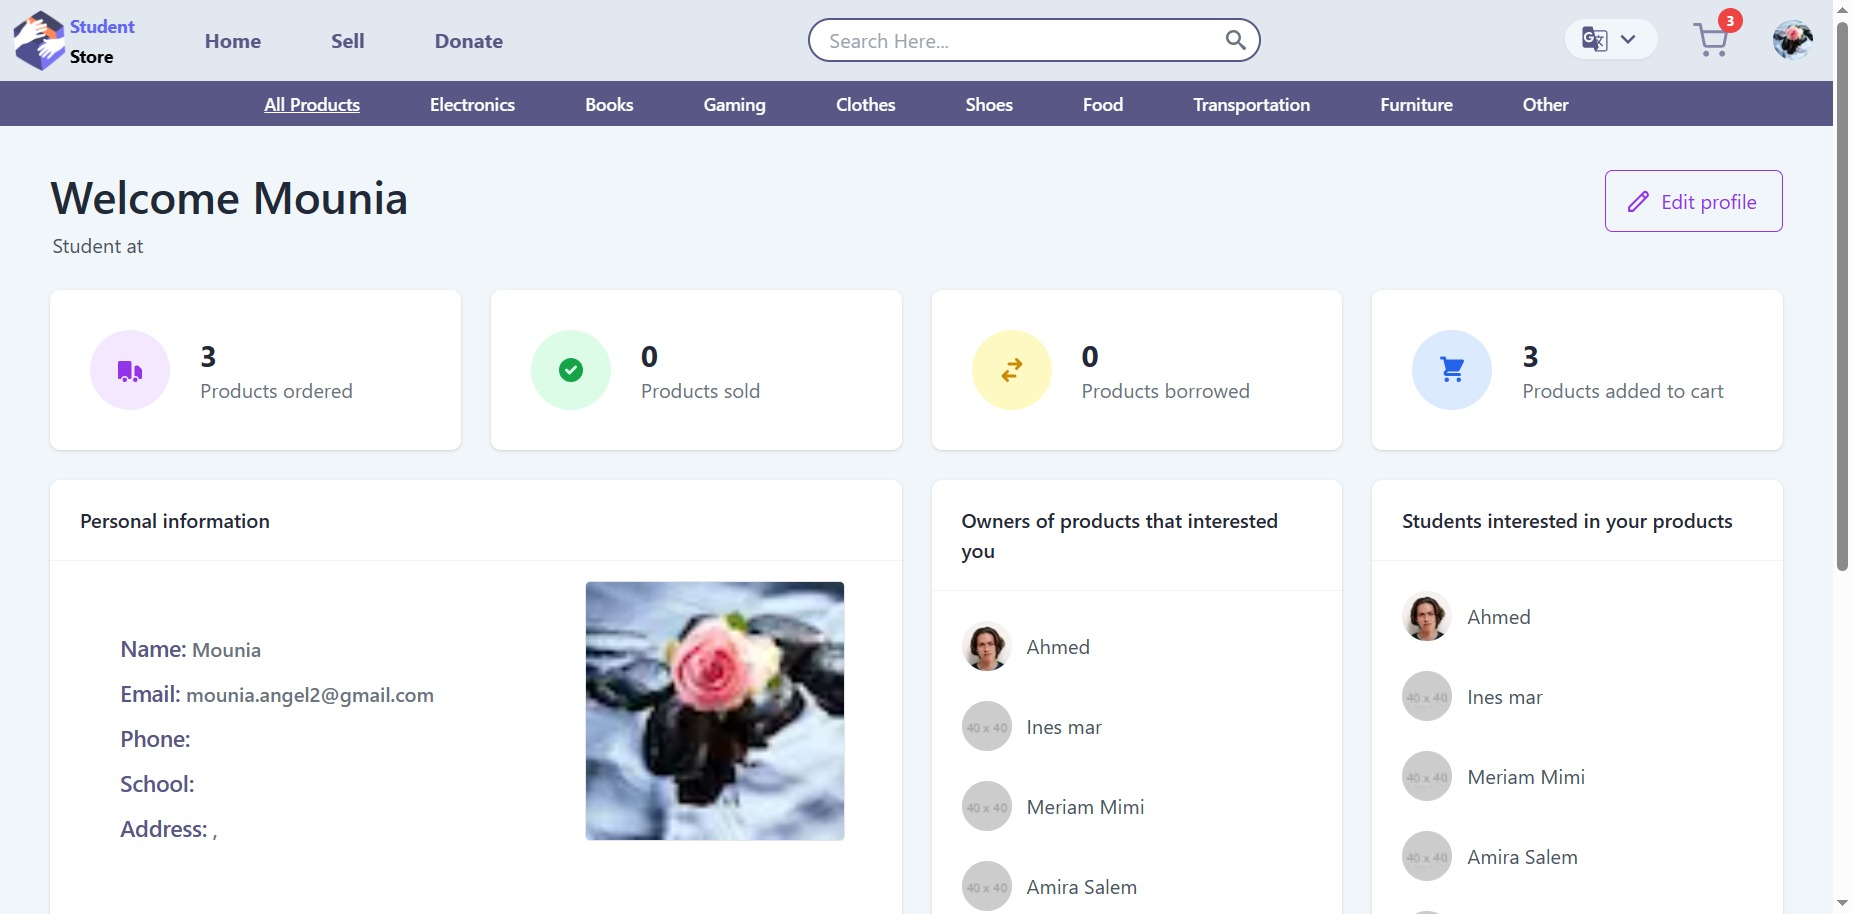 Student
Store
Home
Sell
Donate
Search Here...
3
All Products
Electronics
Books
Gaming
Clothes
Shoes
Food
Transportation
Furniture
Other
Welcome Mounia
Student at
Edit profile
3
Products ordered
0
Products sold
0
Products borrowed
3
Products added to cart
Personal information
Name: Mounia
Email: mounia.angel2@gmail.com
Phone:
School:
Address: ,
Owners of products that interested
you
Ahmed
40 x 40
Ines mar
40 x 40
Meriam Mimi
40 x 40
Amira Salem
Students interested in your products
Ahmed
40 x 40
Ines mar
40 x 40
Meriam Mimi
40 x 40
Amira Salem